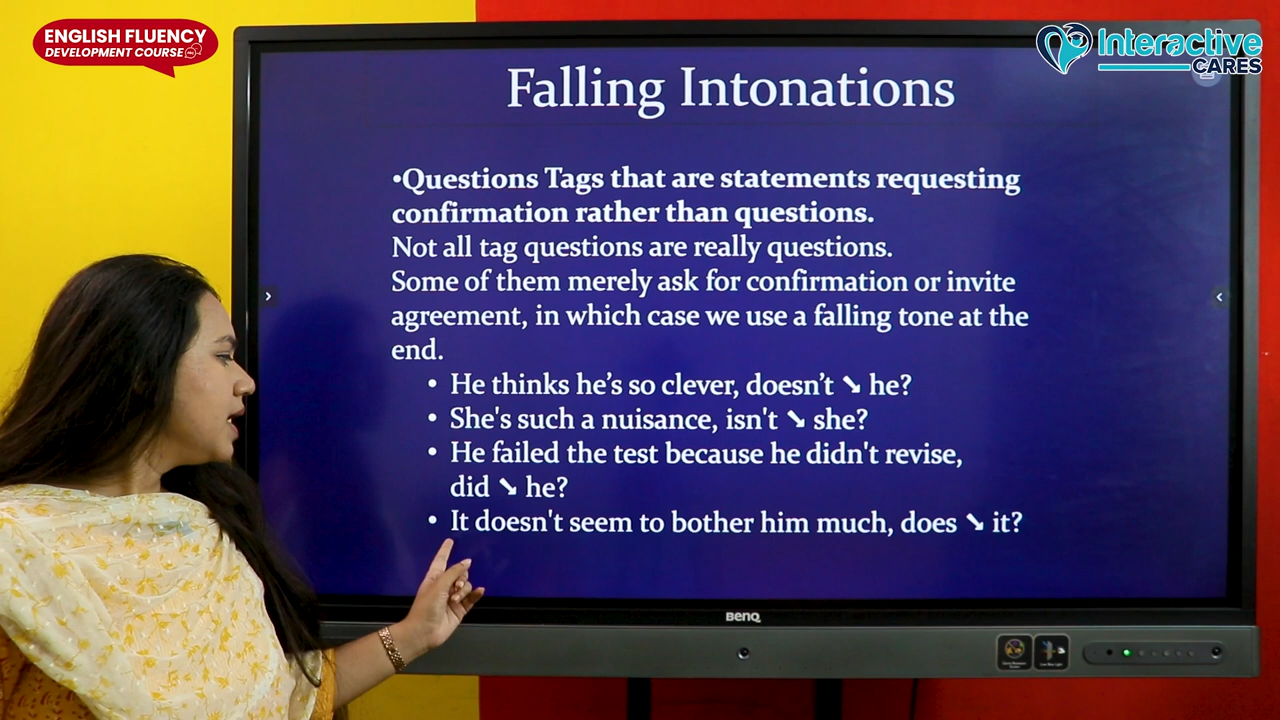 ENGLISH FLUENCY
DEVELOPMENT COURSE
Interactive
CARES
Falling Intonations
•Questions Tags that are statements requesting
confirmation rather than questions.
Not all tag questions are really questions.
Some of them merely ask for confirmation or invite
agreement, in which case we use a falling tone at the
end.
• He thinks he's so clever, doesn't ➘ he?
• She's such a nuisance, isn't ➘ she?
• He failed the test because he didn't revise,
did ➘ he?
• It doesn't seem to bother him much, does ➘ it?
BenQ